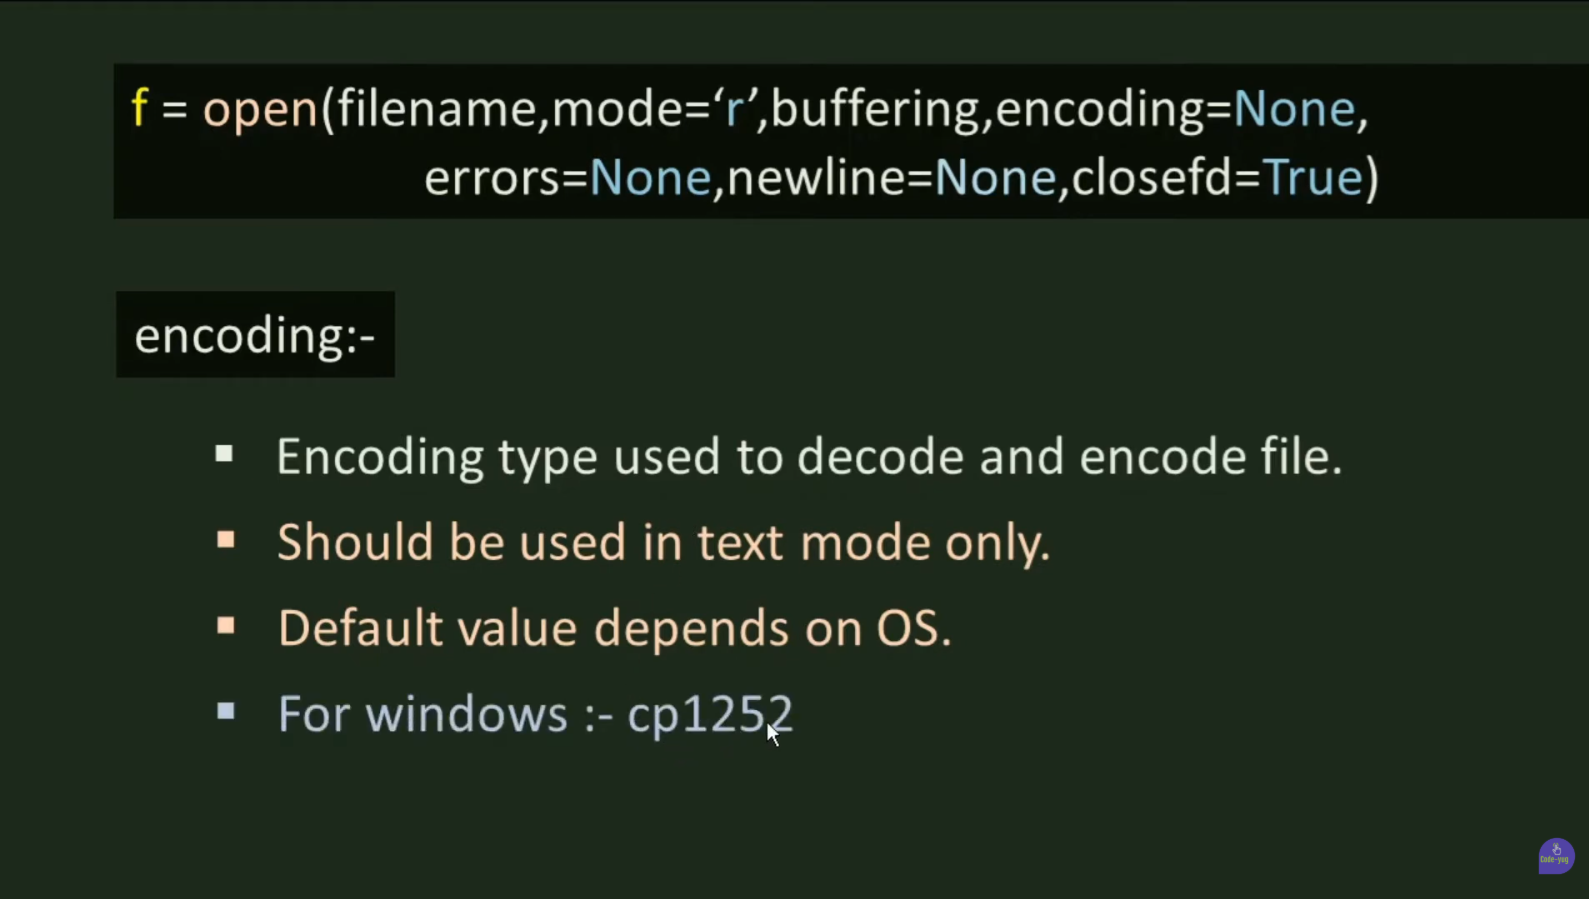 f = open(filename,mode=‘r’,buffering,encoding=None,
errors=None,newline=None,closefd=True)
encoding:-
▪ Encoding type used to decode and encode file.
▪ Should be used in text mode only.
▪ Default value depends on OS.
▪ For windows :- cp1252
Code-yug